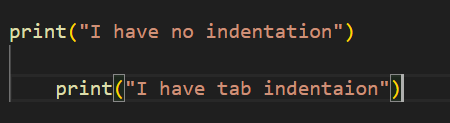 print("I have no indentation")
print("I have tab indentaion")